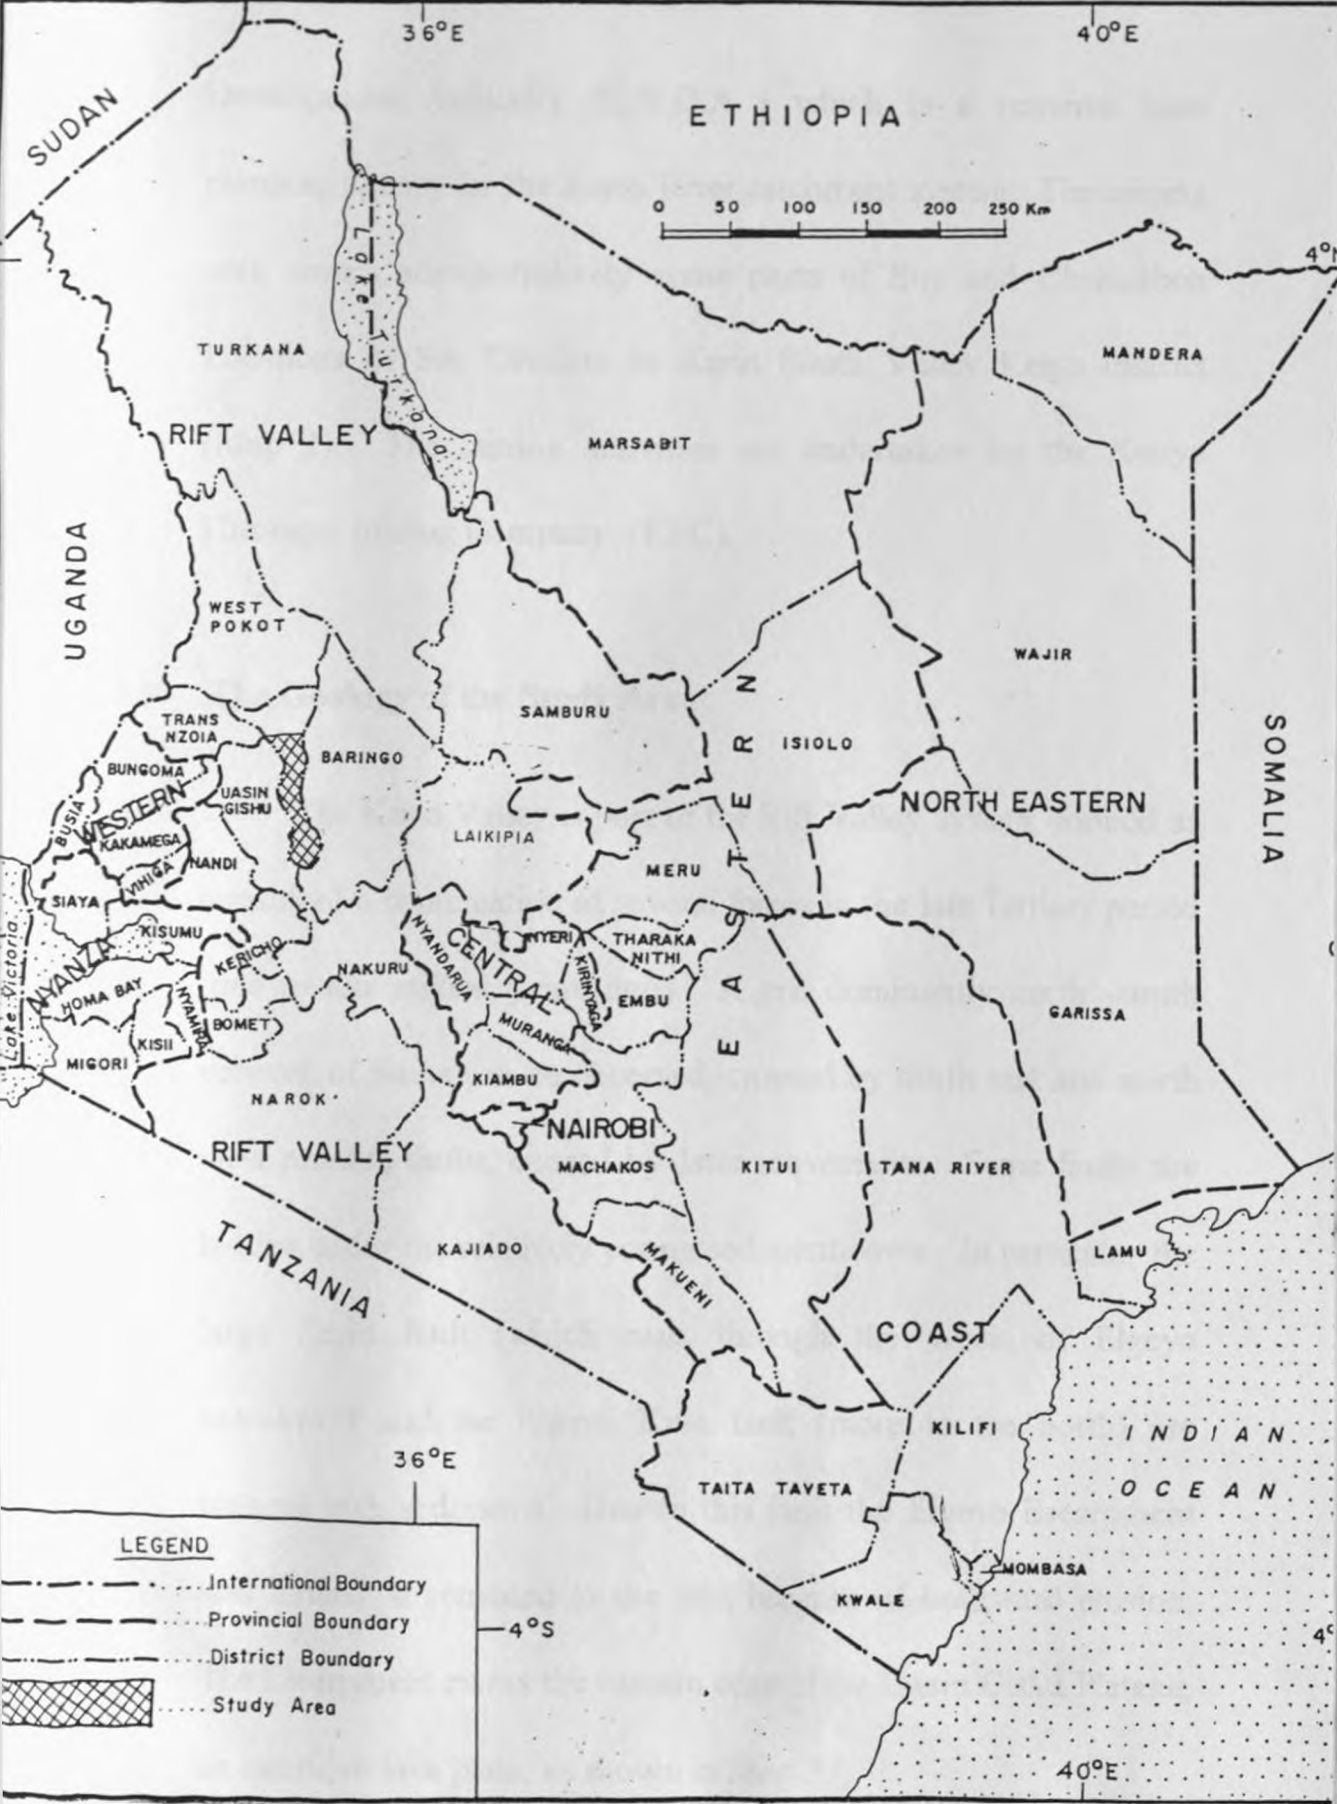 36°E
40°E
SUDAN
ETHIOPIA
0 50 100 150 200 250 Km
Lake Turkana
TURKANA
MANDERA
RIFT VALLEY
MARSABIT
UGANDA
WEST
POKOT
WAJIR
SAMBURU
TRANS
NZOIA
ISIOLO
BARINGO
SOMALIA
BUNGOMA
UASIN
GISHU
EASTERN
NORTH EASTERN
BUSIA
WESTERN
KAKAMEGA
LAIKIPIA
NANDI
MERU
VIHIGA
SIAYA
KISUMU
NYERI
THARAKA
NITHI
KERICHO
NAKURU
NYANDARUA
CENTRAL
KIRINYAGA
EMBU
NYANZA
HOMA BAY
Lake Victoria
NYAMIRA
BOMET
MURANGA
GARISSA
KISII
MIGORI
KIAMBU
NAROK
NAIROBI
RIFT VALLEY
MACHAKOS
KITUI
TANA RIVER
TANZANIA
KAJIADO
MAKUENI
LAMU
COAST
KILIFI
INDIAN
OCEAN
36°E
TAITA TAVETA
MOMBASA
KWALE
LEGEND
International Boundary
Provincial Boundary
District Boundary
Study Area
4°S
40°E